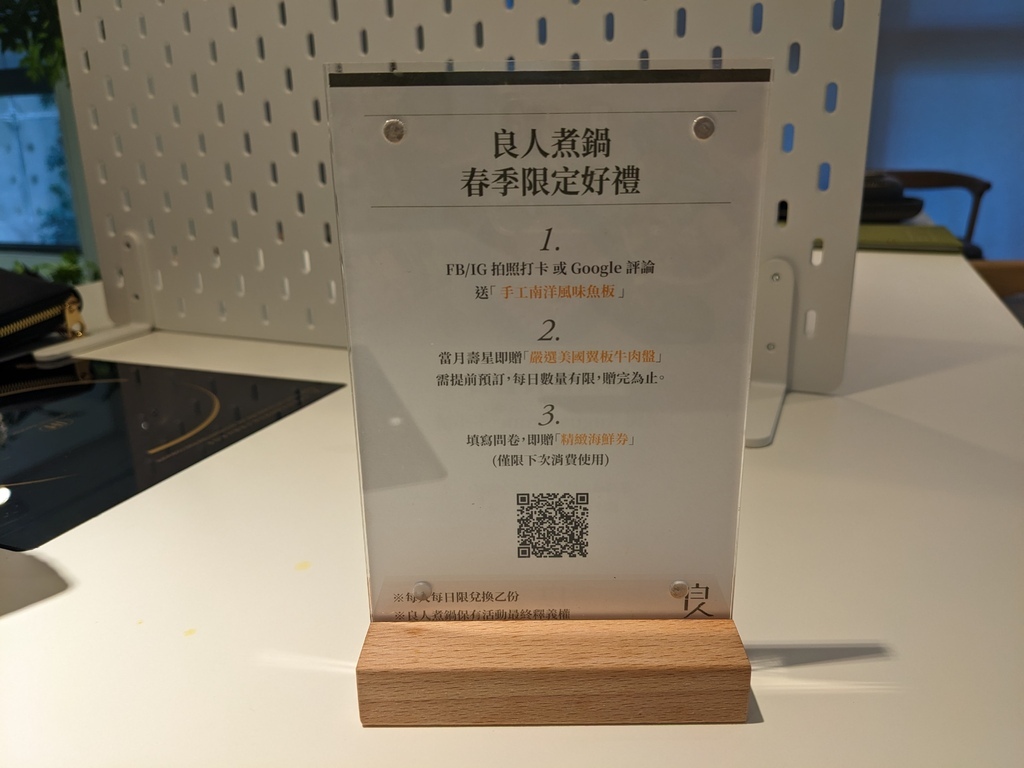 良人煮鍋
春季限定好禮
1.
FB/IG 拍照打卡 或 Google 評論
送「手工南洋風味魚板」
2.
當月壽星即贈「嚴選美國翼板牛肉盤」
需提前預訂，每日數量有限，贈完為止。
3.
填寫問卷，即贈「精緻海鮮券」
(僅限下次消費使用)
※每人每日限兌換乙份
※良人煮鍋保有活動最終釋義權
良人